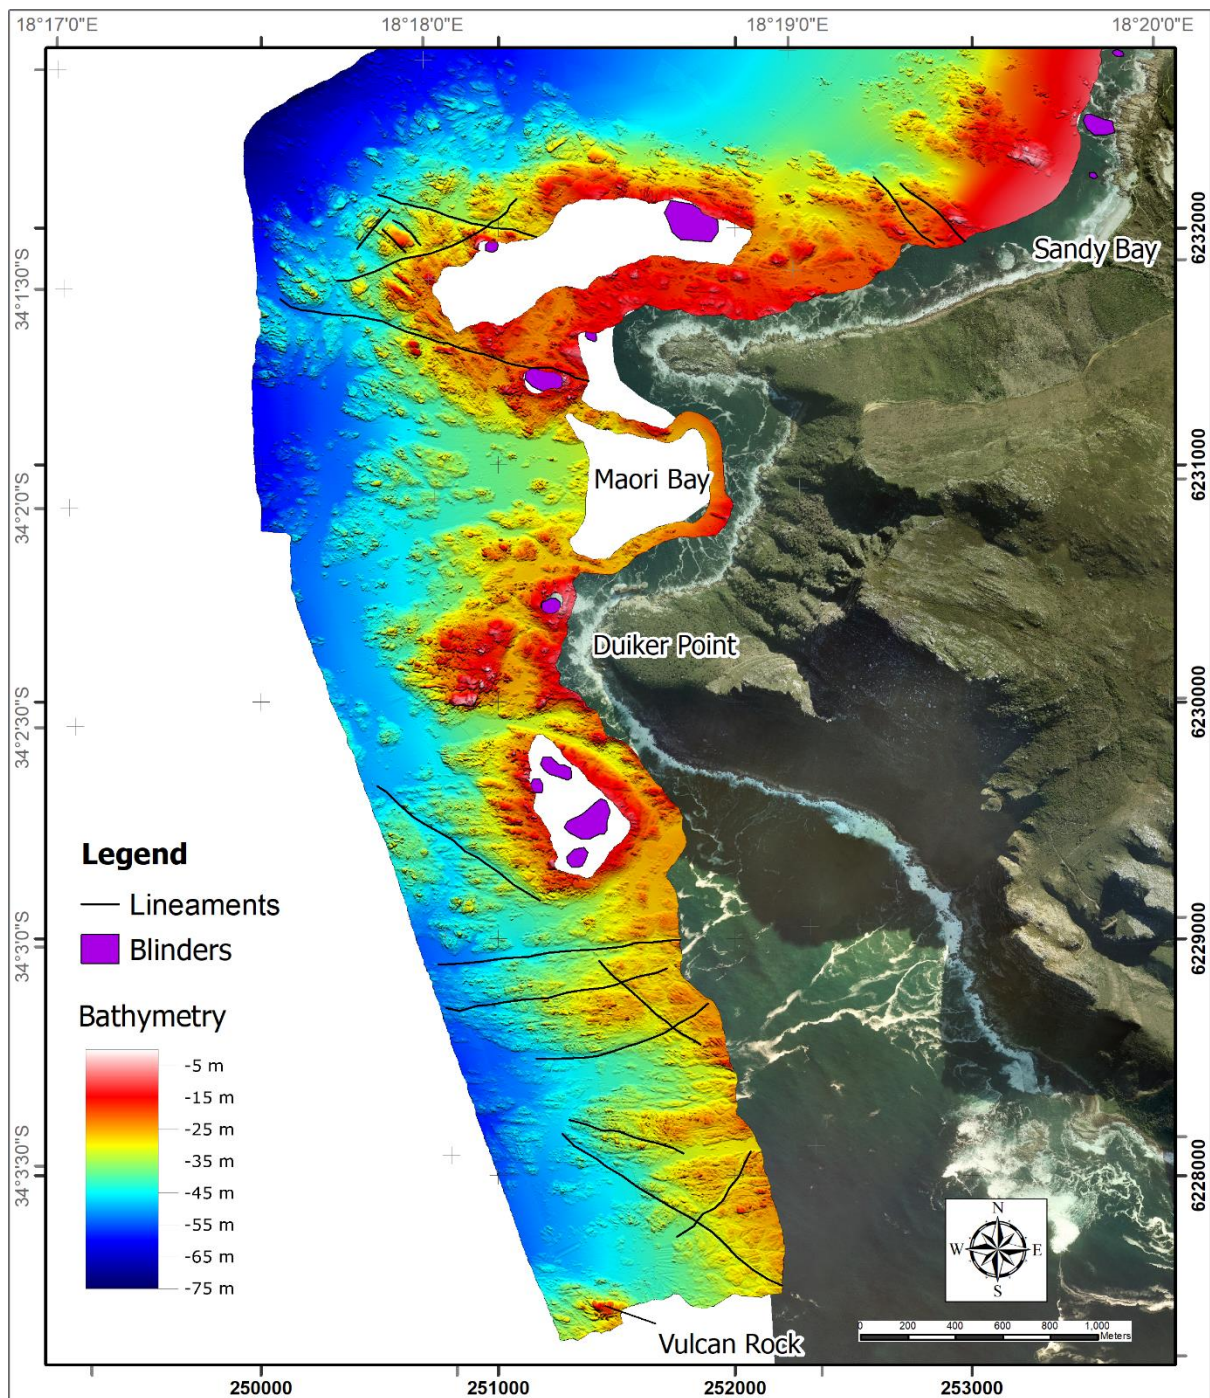 18°17'0"E 18°18'0"E 18°19'0"E 18°20'0"E
6232000
Sandy Bay
34°1'30"S
Maori Bay
6231000
34°2'0"S
Duiker Point
6230000
34°2'30"S
Legend
Lineaments
Blinders
6229000
34°3'0"S
Bathymetry
-5 m
-15 m
-25 m
-35 m
-45 m
-55 m
-65 m
-75 m
6228000
34°3'30"S
N
W E
S
0 200 400 600 800 1,000
Meters
Vulcan Rock
250000 251000 252000 253000